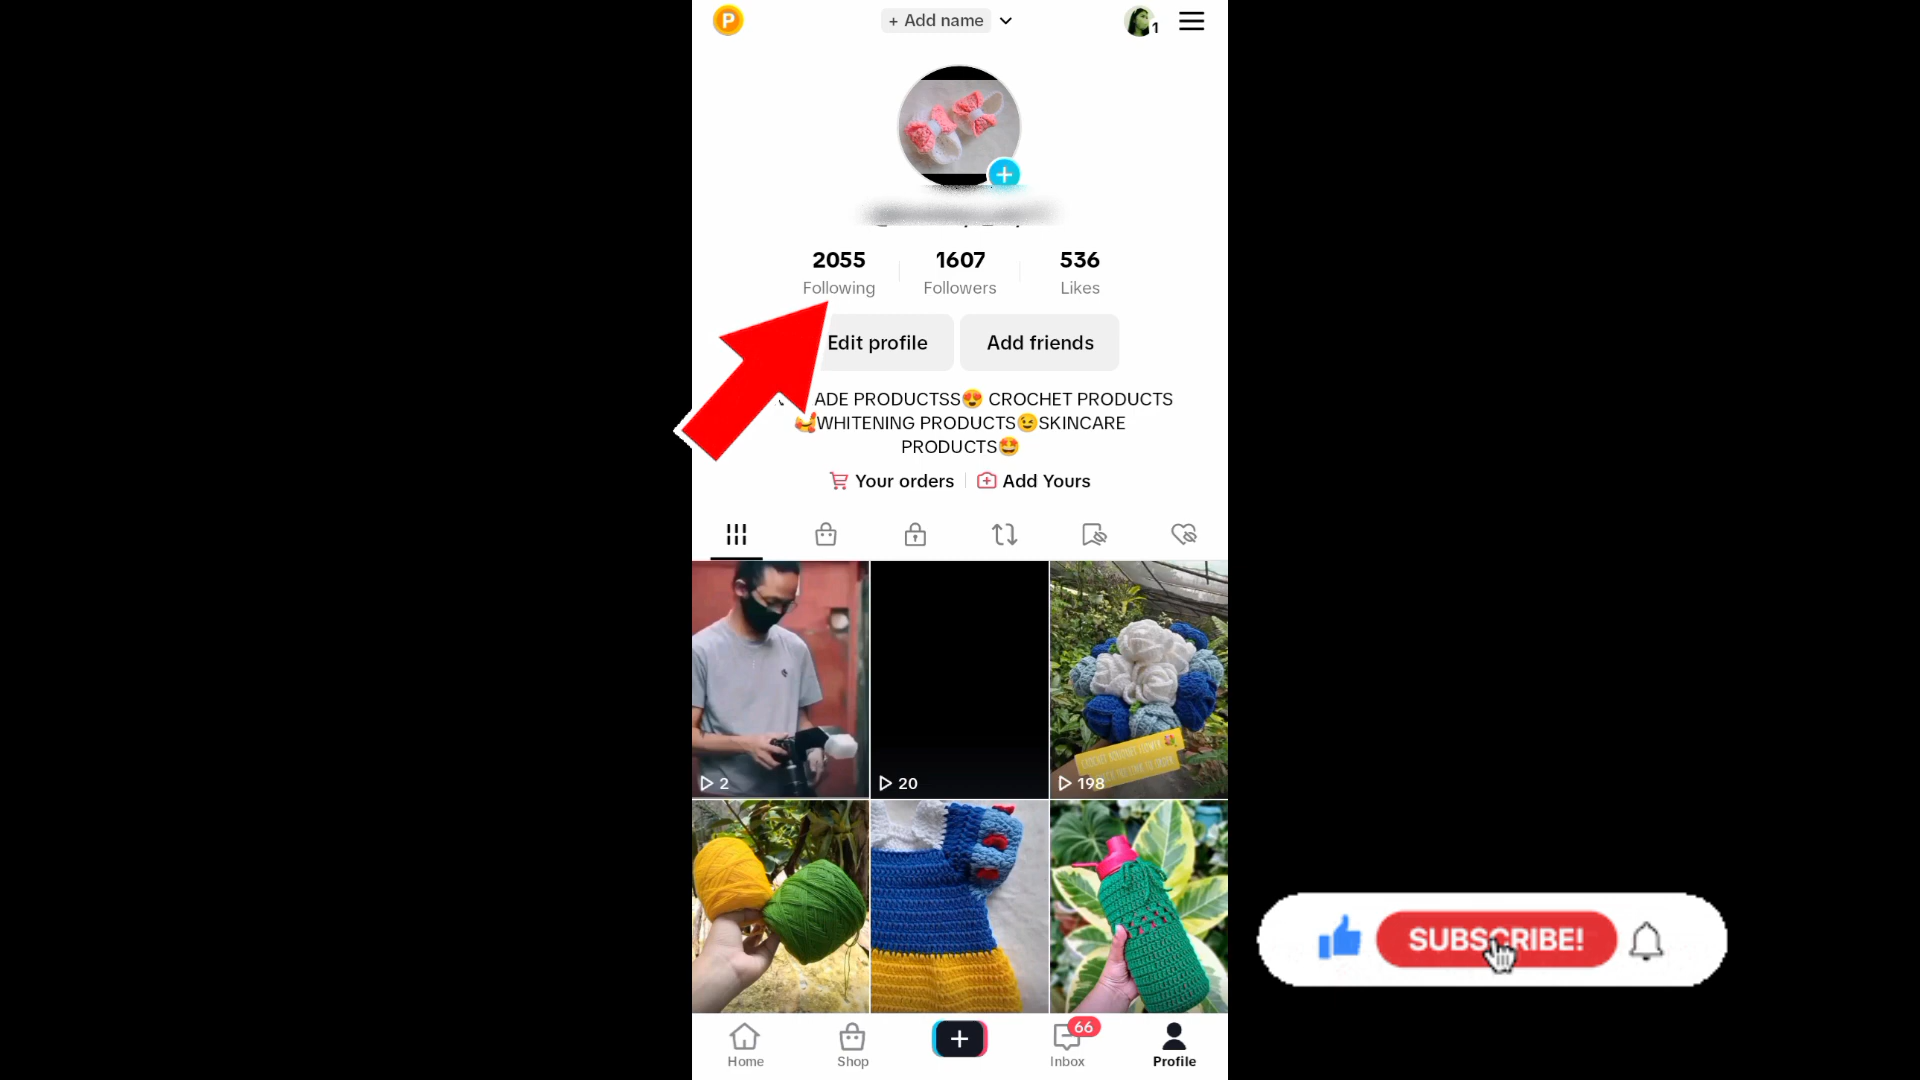 P
+ Add name
1
2055 1607 536
Following Followers Likes
Edit profile Add friends
ADE PRODUCTSS😍 CROCHET PRODUCTS
🥰WHITENING PRODUCTS😉SKINCARE
PRODUCTS🤩
Your orders Add Yours
2 20 198
SUBSCRIBE!
66
Home Shop Inbox Profile